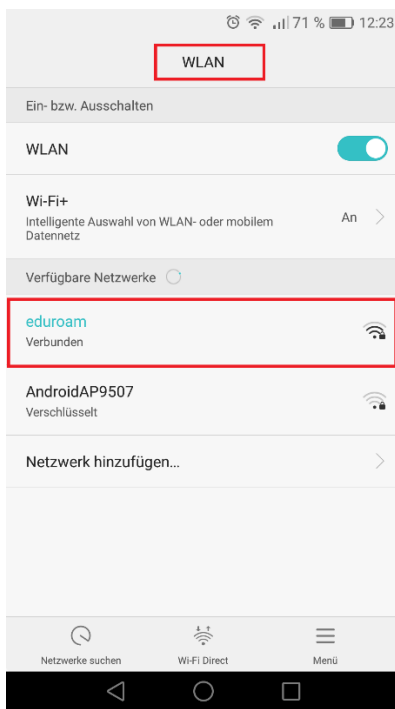 71 % 12:23
WLAN
Ein- bzw. Ausschalten
WLAN
Wi-Fi+
Intelligente Auswahl von WLAN- oder mobilem
Datennetz
An
Verfügbare Netzwerke
eduroam
Verbunden
AndroidAP9507
Verschlüsselt
Netzwerk hinzufügen...
Netzwerke suchen
Wi-Fi Direct
Menü